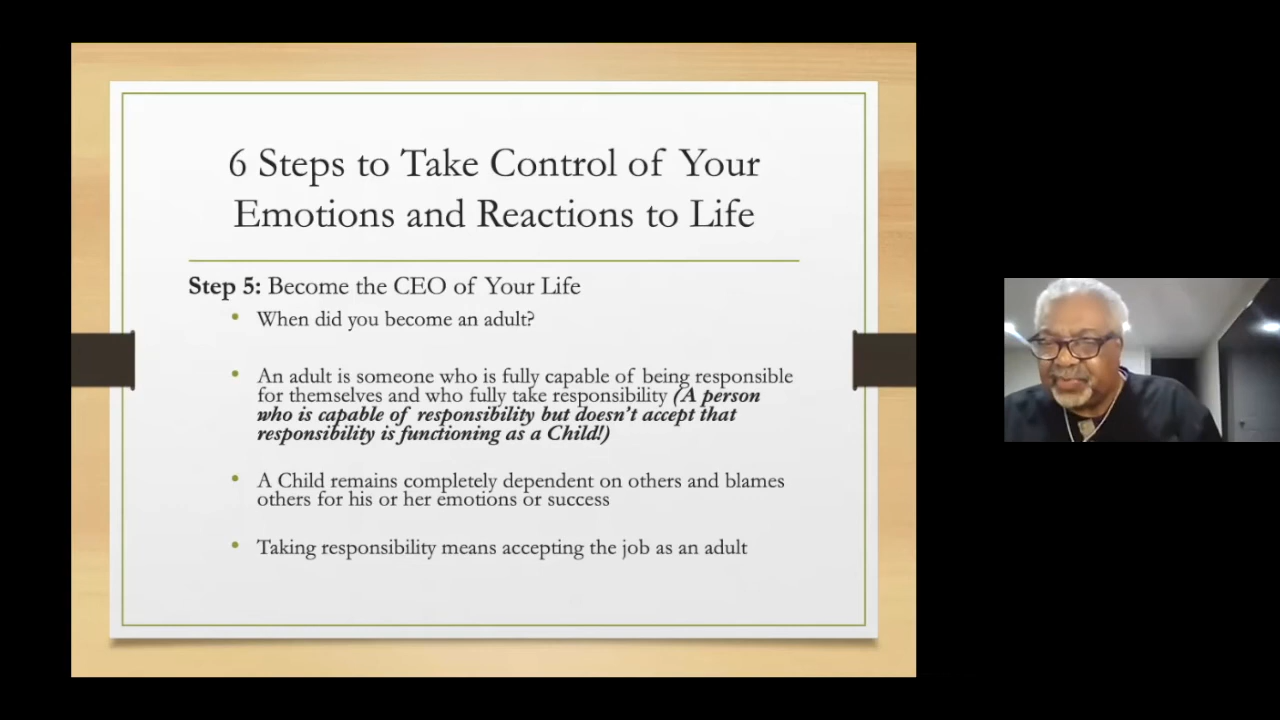 6 Steps to Take Control of Your
Emotions and Reactions to Life
Step 5: Become the CEO of Your Life
• When did you become an adult?
• An adult is someone who is fully capable of being responsible
for themselves and who fully take responsibility (A person
who is capable of responsibility but doesn't accept that
responsibility is functioning as a Child!)
• A Child remains completely dependent on others and blames
others for his or her emotions or success
• Taking responsibility means accepting the job as an adult